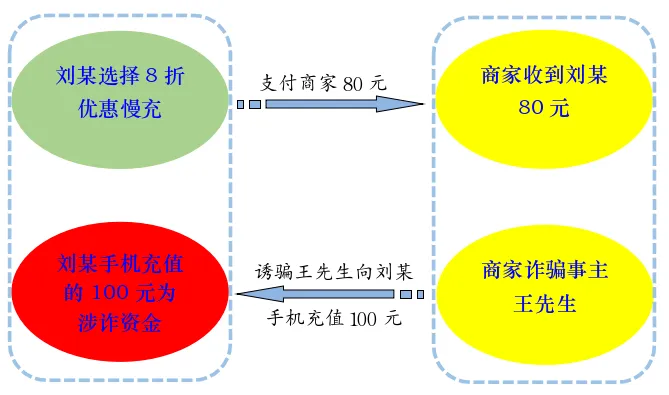 刘某选择 8 折
优惠慢充
支付商家 80 元
商家收到刘某
80 元
刘某手机充值
的 100 元为
涉诈资金
诱骗王先生向刘某
手机充值 100 元
商家诈骗事主
王先生